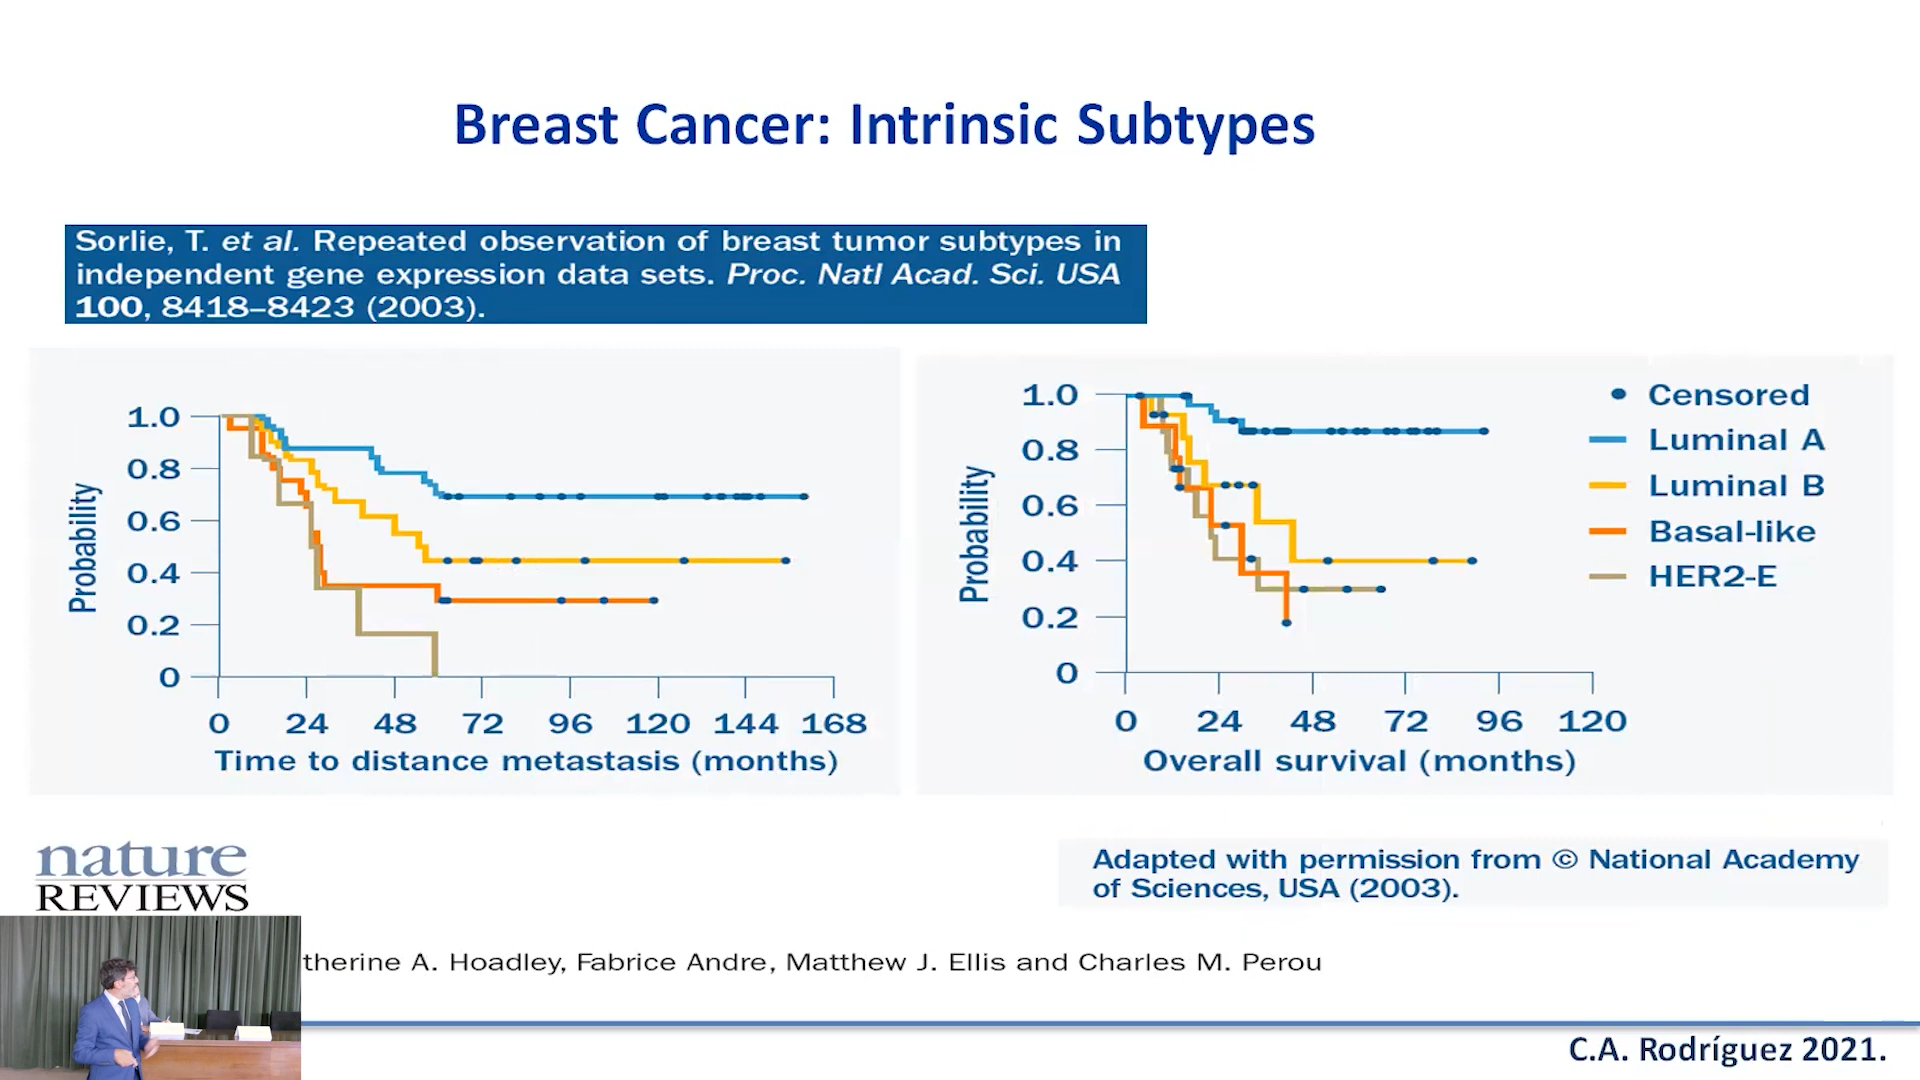 Breast Cancer: Intrinsic Subtypes
Sorlie, T. et al. Repeated observation of breast tumor subtypes in
independent gene expression data sets. Proc. Natl Acad. Sci. USA
100, 8418–8423 (2003).
Probability
1.0
0.8
0.6
0.4
0.2
0
0 24 48 72 96 120 144 168
Time to distance metastasis (months)
Probability
1.0
0.8
0.6
0.4
0.2
0
0 24 48 72 96 120
Overall survival (months)
Censored
Luminal A
Luminal B
Basal-like
HER2-E
nature
REVIEWS
Adapted with permission from © National Academy
of Sciences, USA (2003).
therine A. Hoadley, Fabrice Andre, Matthew J. Ellis and Charles M. Perou
C.A. Rodríguez 2021.